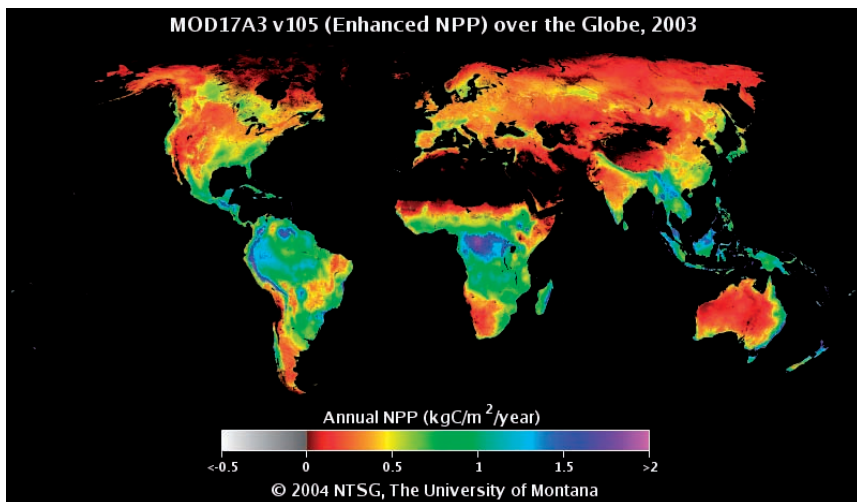 MOD17A3 v105 (Enhanced NPP) over the Globe, 2003
Annual NPP (kgC/m²/year)
<-0.5 0 0.5 1 1.5 >2
© 2004 NTSG, The University of Montana